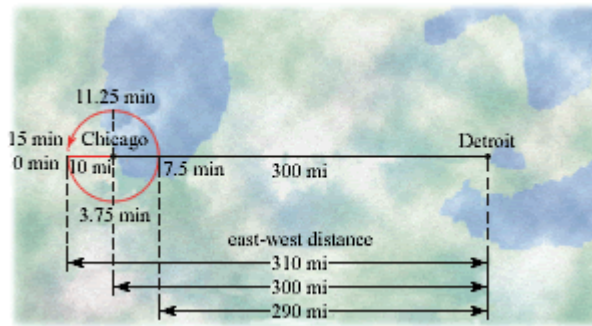 11.25 min
15 min Chicago Detroit
0 min 10 mi 7.5 min 300 mi
3.75 min
east-west distance
310 mi
300 mi
290 mi